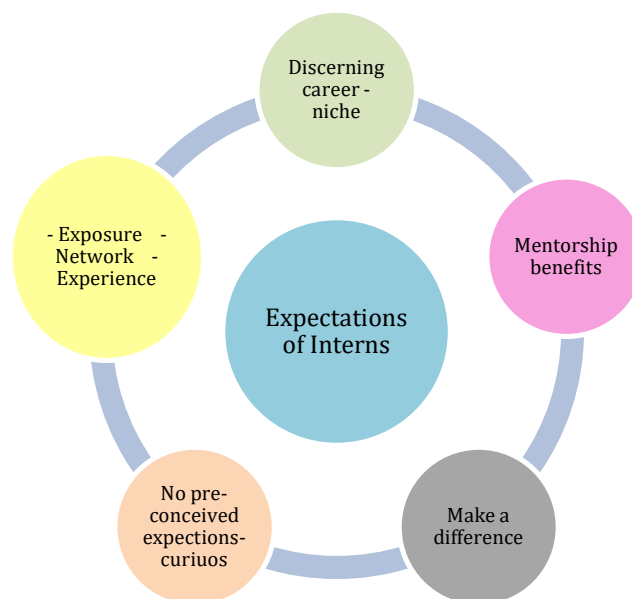 Discerning
career -
niche
- Exposure -
Network -
Experience
Mentorship
benefits
Expectations
of Interns
No pre-
conceived
expections-
curiuos
Make a
difference